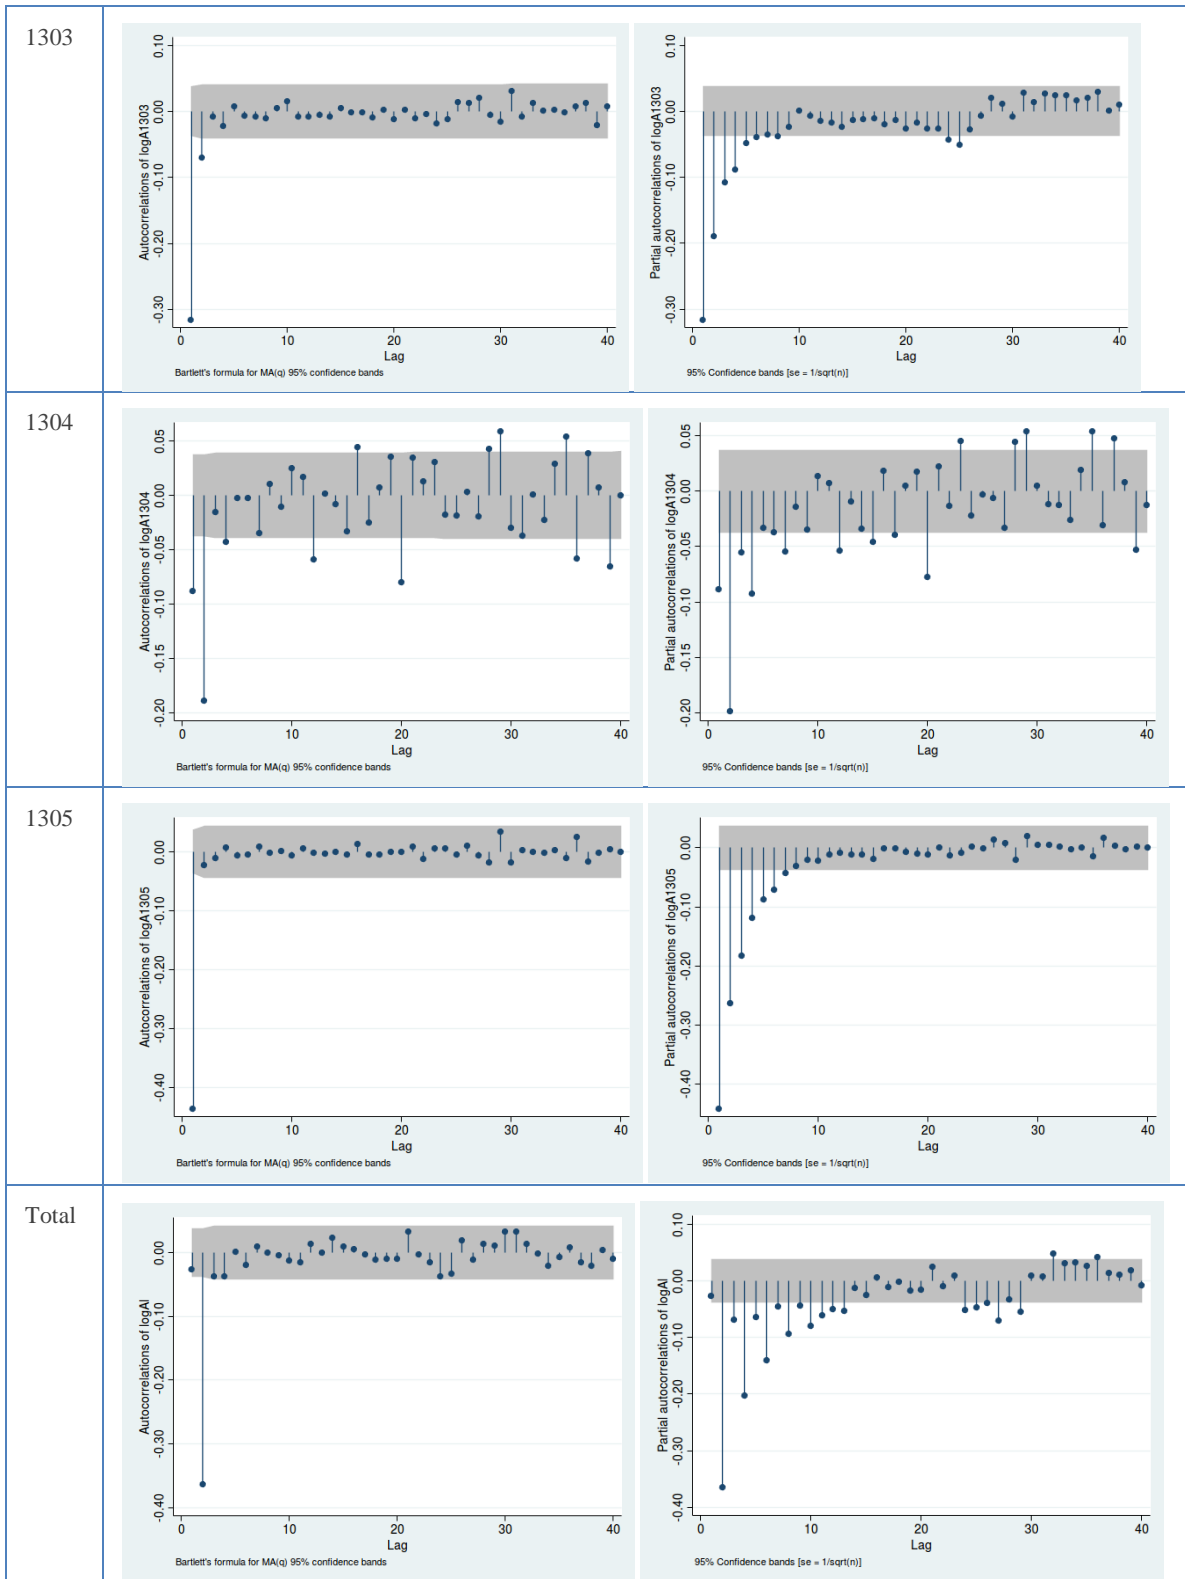 1303
Autocorrelations of logA1303
0.10
0.00
-0.10
-0.20
-0.30
0 10 20 30 40
Lag
Bartlett's formula for MA(q) 95% confidence bands
Partial autocorrelations of logA1303
0.10
0.00
-0.10
-0.20
-0.30
0 10 20 30 40
Lag
95% Confidence bands [se = 1/sqrt(n)]
1304
Autocorrelations of logA1304
0.05
0.00
-0.05
-0.10
-0.15
-0.20
0 10 20 30 40
Lag
Bartlett's formula for MA(q) 95% confidence bands
Partial autocorrelations of logA1304
0.05
0.00
-0.05
-0.10
-0.15
-0.20
0 10 20 30 40
Lag
95% Confidence bands [se = 1/sqrt(n)]
1305
Autocorrelations of logA1305
0.00
-0.10
-0.20
-0.30
-0.40
0 10 20 30 40
Lag
Bartlett's formula for MA(q) 95% confidence bands
Partial autocorrelations of logA1305
0.00
-0.10
-0.20
-0.30
-0.40
0 10 20 30 40
Lag
95% Confidence bands [se = 1/sqrt(n)]
Total
Autocorrelations of logAI
0.00
-0.10
-0.20
-0.30
-0.40
0 10 20 30 40
Lag
Bartlett's formula for MA(q) 95% confidence bands
Partial autocorrelations of logAI
0.10
0.00
-0.10
-0.20
-0.30
-0.40
0 10 20 30 40
Lag
95% Confidence bands [se = 1/sqrt(n)]